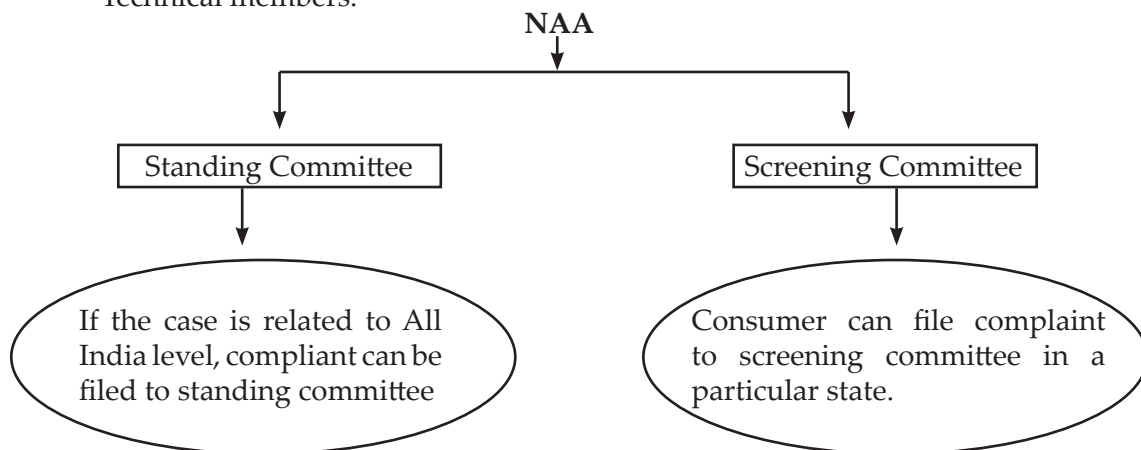 Technical members.
NAA
Standing Committee
Screening Committee
If the case is related to All
India level, compliant can be
filed to standing committee
Consumer can file complaint
to screening committee in a
particular state.